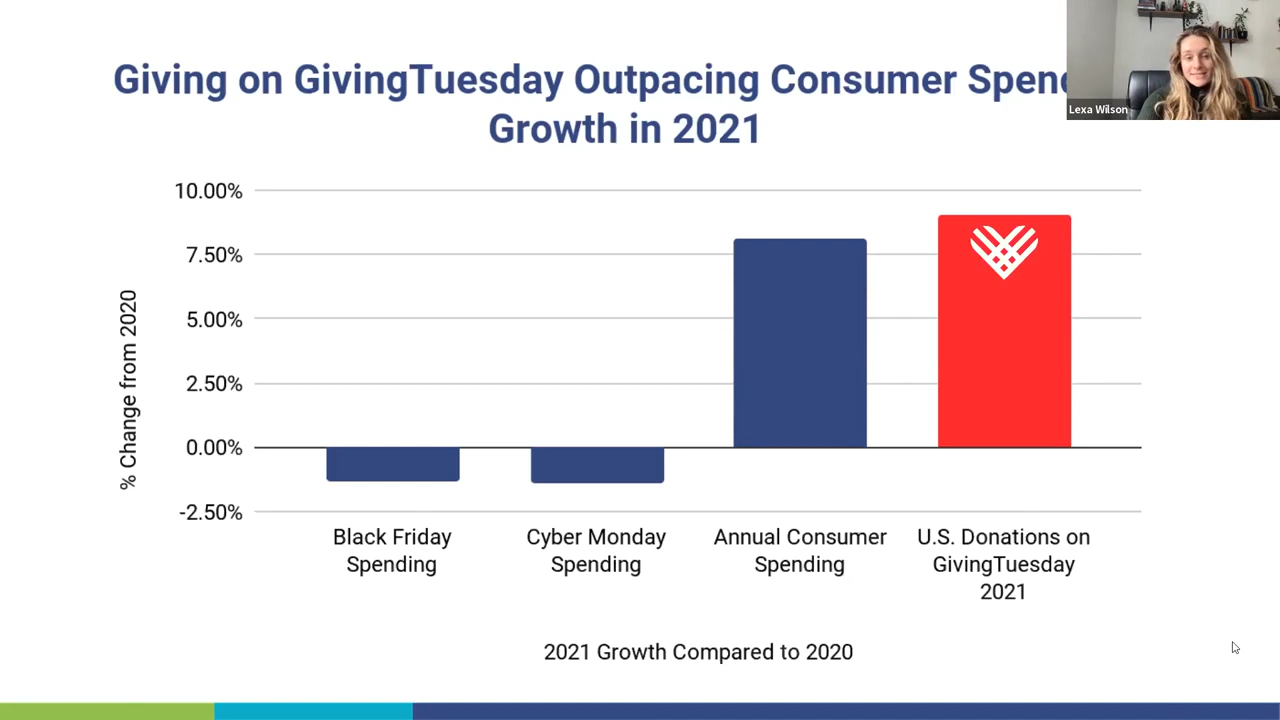 Giving on GivingTuesday Outpacing Consumer Spen
Growth in 2021
Lexa Wilson
10.00%
7.50%
5.00%
2.50%
0.00%
-2.50%
% Change from 2020
Black Friday
Spending
Cyber Monday
Spending
Annual Consumer
Spending
U.S. Donations on
GivingTuesday
2021
2021 Growth Compared to 2020